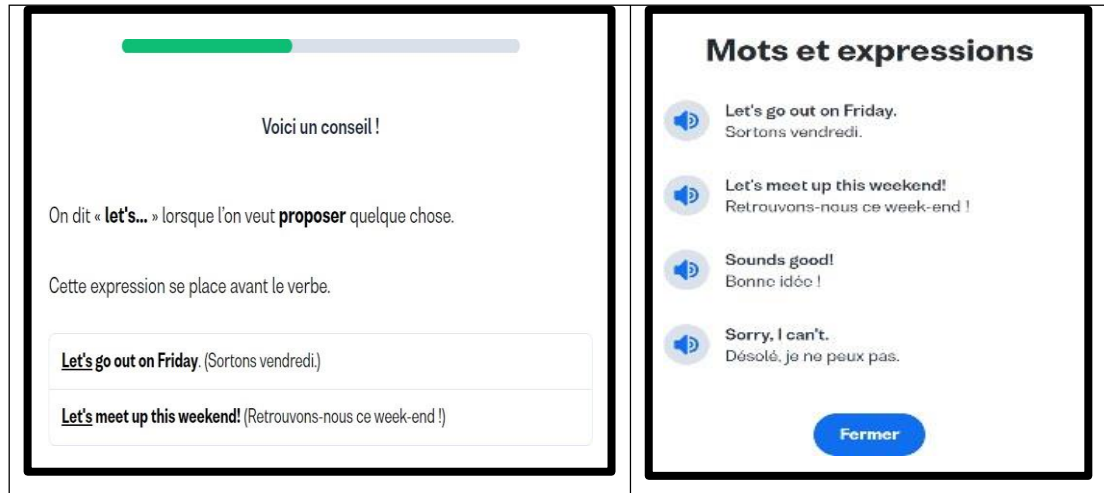 Voici un conseil !
On dit « let's... » lorsque l'on veut proposer quelque chose.
Cette expression se place avant le verbe.
Let's go out on Friday. (Sortons vendredi.)
Let's meet up this weekend! (Retrouvons-nous ce week-end !)
Mots et expressions
Let's go out on Friday.
Sortons vendredi.
Let's meet up this weekend!
Retrouvons-nous ce week-end !
Sounds good!
Bonne idée !
Sorry, I can't.
Désolé, je ne peux pas.
Fermer